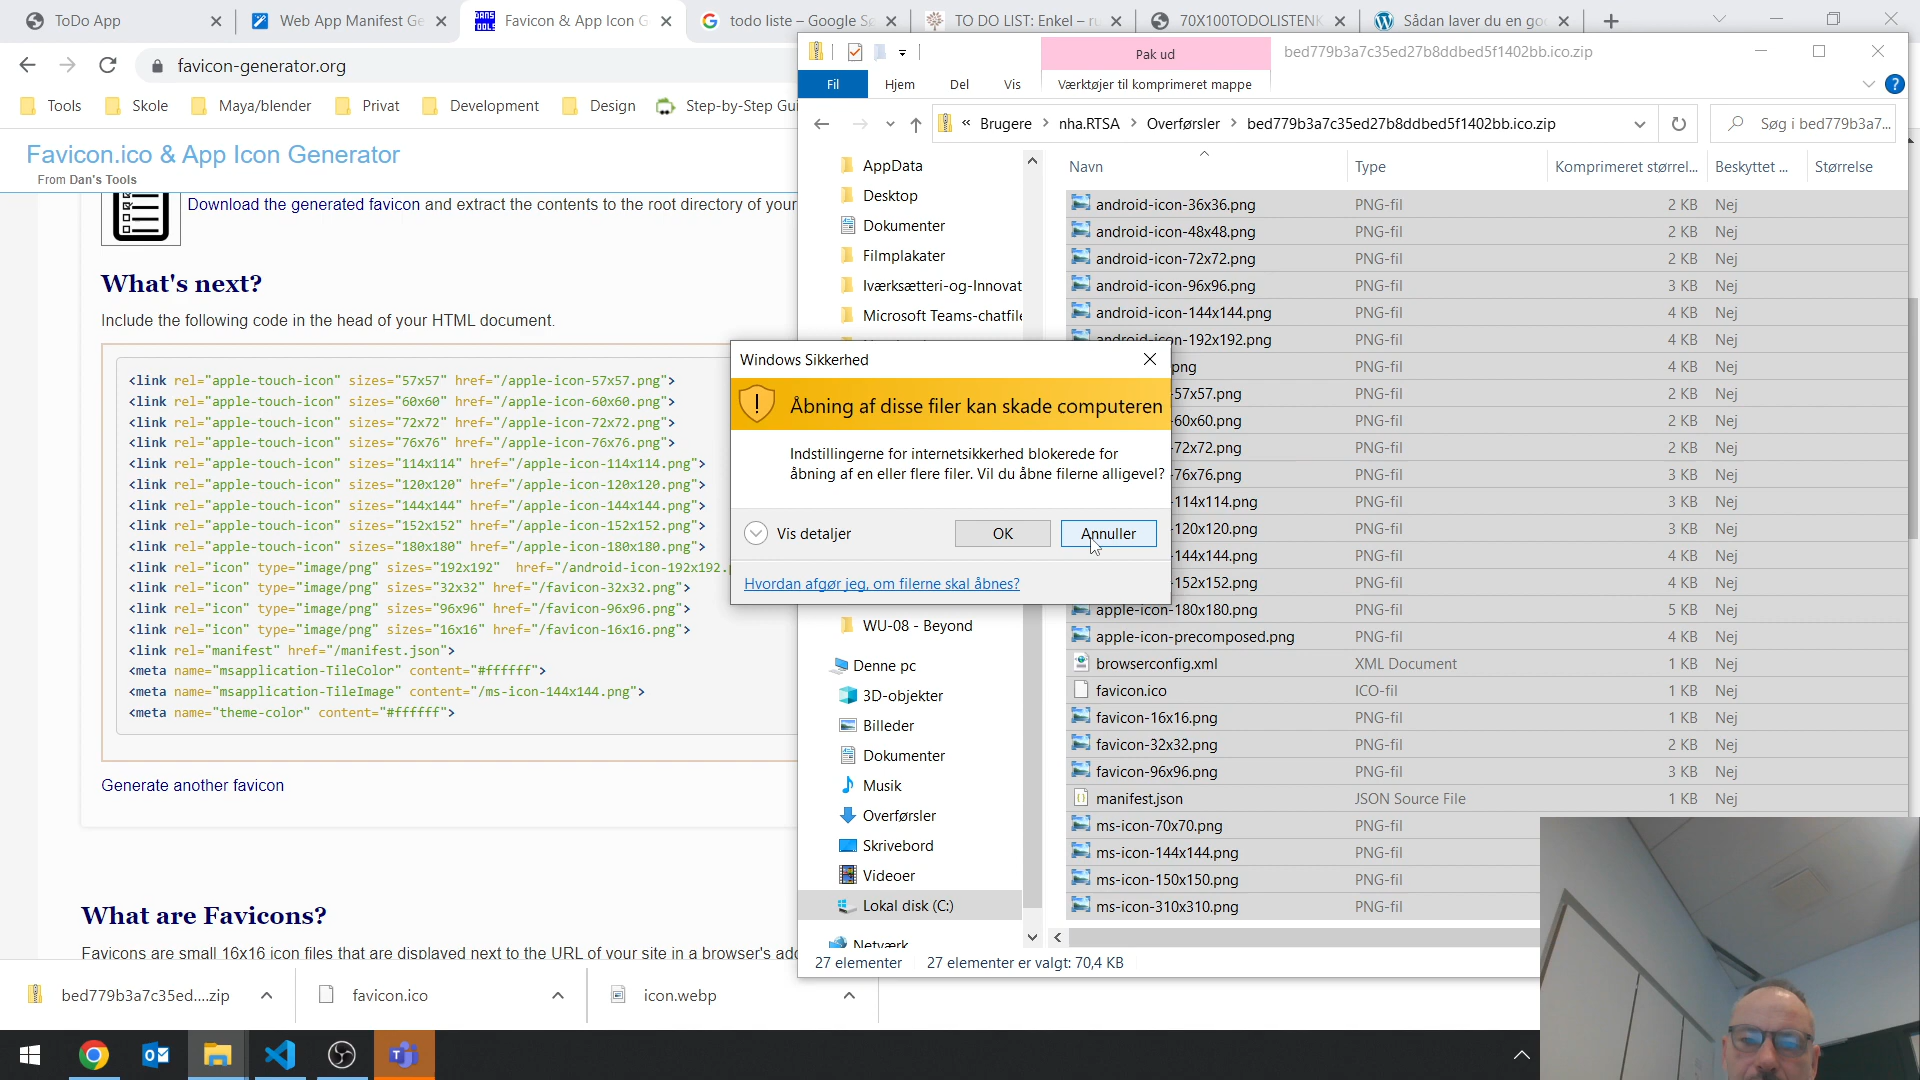 ToDo App
Web App Manifest Ge
Favicon & App Icon G
todo liste – Google Sø
TO DO LIST: Enkel – ru
70X100TODOLISTENK
Sådan laver du en god
favicon-generator.org
Tools
Skole
Maya/blender
Privat
Development
Design
Step-by-Step Gui
Favicon.ico & App Icon Generator
From Dan's Tools
Download the generated favicon and extract the contents to the root directory of your
What's next?
Include the following code in the head of your HTML document.
<link rel="apple-touch-icon" sizes="57x57" href="/apple-icon-57x57.png">
<link rel="apple-touch-icon" sizes="60x60" href="/apple-icon-60x60.png">
<link rel="apple-touch-icon" sizes="72x72" href="/apple-icon-72x72.png">
<link rel="apple-touch-icon" sizes="76x76" href="/apple-icon-76x76.png">
<link rel="apple-touch-icon" sizes="114x114" href="/apple-icon-114x114.png">
<link rel="apple-touch-icon" sizes="120x120" href="/apple-icon-120x120.png">
<link rel="apple-touch-icon" sizes="144x144" href="/apple-icon-144x144.png">
<link rel="apple-touch-icon" sizes="152x152" href="/apple-icon-152x152.png">
<link rel="apple-touch-icon" sizes="180x180" href="/apple-icon-180x180.png">
<link rel="icon" type="image/png" sizes="192x192"  href="/android-icon-192x192.p
<link rel="icon" type="image/png" sizes="32x32" href="/favicon-32x32.png">
<link rel="icon" type="image/png" sizes="96x96" href="/favicon-96x96.png">
<link rel="icon" type="image/png" sizes="16x16" href="/favicon-16x16.png">
<link rel="manifest" href="/manifest.json">
<meta name="msapplication-TileColor" content="#ffffff">
<meta name="msapplication-TileImage" content="/ms-icon-144x144.png">
<meta name="theme-color" content="#ffffff">
Generate another favicon
What are Favicons?
Favicons are small 16x16 icon files that are displayed next to the URL of your site in a browser's add
bed779b3a7c35ed....zip
favicon.ico
icon.webp
Pak ud
bed779b3a7c35ed27b8ddbed5f1402bb.ico.zip
Fil
Hjem
Del
Vis
Værktøjer til komprimeret mappe
« Brugere > nha.RTSA > Overførsler > bed779b3a7c35ed27b8ddbed5f1402bb.ico.zip
Søg i bed779b3a7...
AppData
Desktop
Dokumenter
Filmplakater
Iværksætteri-og-Innovat
Microsoft Teams-chatfile
WU-08 - Beyond
Denne pc
3D-objekter
Billeder
Dokumenter
Musik
Overførsler
Skrivebord
Videoer
Lokal disk (C:)
Netværk
Navn Type Komprimeret størrel... Beskyttet ... Størrelse
android-icon-36x36.png PNG-fil 2 KB Nej
android-icon-48x48.png PNG-fil 2 KB Nej
android-icon-72x72.png PNG-fil 2 KB Nej
android-icon-96x96.png PNG-fil 3 KB Nej
android-icon-144x144.png PNG-fil 4 KB Nej
android-icon-192x192.png PNG-fil 4 KB Nej
png PNG-fil 4 KB Nej
-57x57.png PNG-fil 2 KB Nej
-60x60.png PNG-fil 2 KB Nej
-72x72.png PNG-fil 2 KB Nej
-76x76.png PNG-fil 3 KB Nej
-114x114.png PNG-fil 3 KB Nej
-120x120.png PNG-fil 3 KB Nej
-144x144.png PNG-fil 4 KB Nej
-152x152.png PNG-fil 4 KB Nej
apple-icon-180x180.png PNG-fil 5 KB Nej
apple-icon-precomposed.png PNG-fil 4 KB Nej
browserconfig.xml XML Document 1 KB Nej
favicon.ico ICO-fil 1 KB Nej
favicon-16x16.png PNG-fil 1 KB Nej
favicon-32x32.png PNG-fil 2 KB Nej
favicon-96x96.png PNG-fil 3 KB Nej
manifest.json JSON Source File 1 KB Nej
ms-icon-70x70.png PNG-fil
ms-icon-144x144.png PNG-fil
ms-icon-150x150.png PNG-fil
ms-icon-310x310.png PNG-fil
27 elementer 27 elementer er valgt: 70,4 KB
Windows Sikkerhed
Åbning af disse filer kan skade computeren
Indstillingerne for internetsikkerhed blokerede for
åbning af en eller flere filer. Vil du åbne filerne alligevel?
Vis detaljer
OK
Annuller
Hvordan afgør jeg, om filerne skal åbnes?